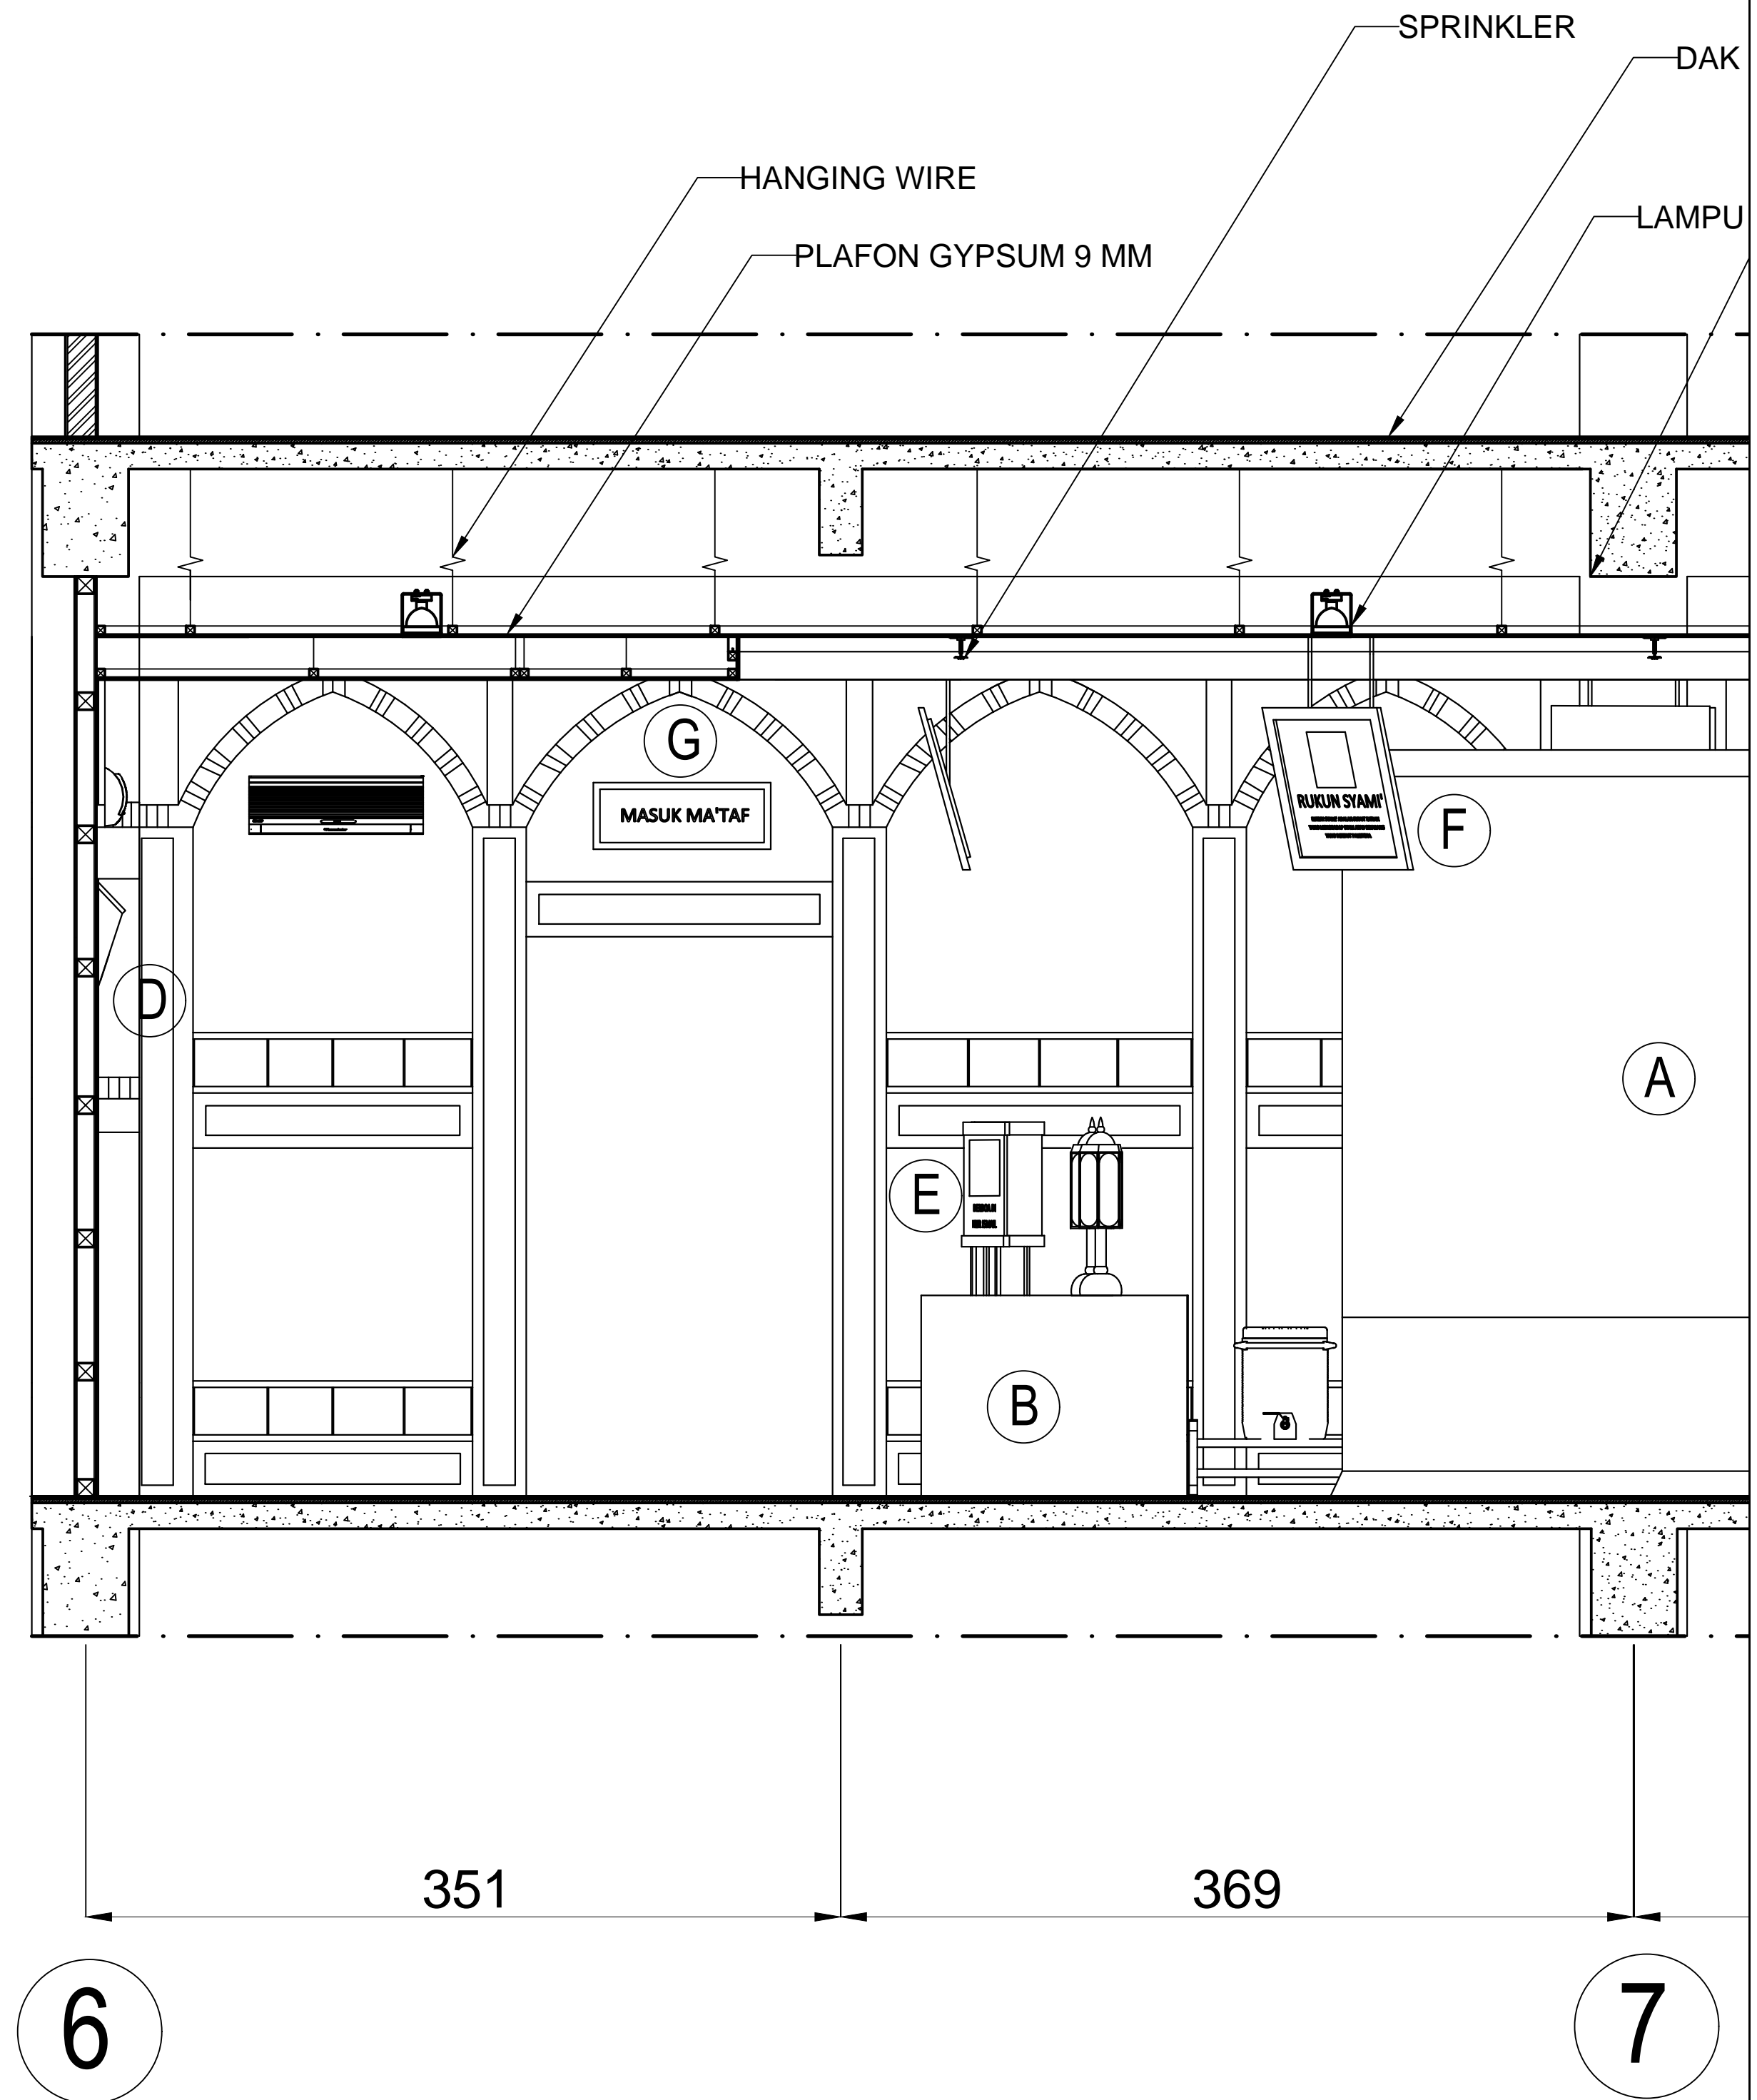 SPRINKLER
DAK
HANGING WIRE
LAMPU
PLAFON GYPSUM 9 MM
G
MASUK MA'TAF
RUKUN SYAMI'
F
D
A
E
B
351
369
6
7